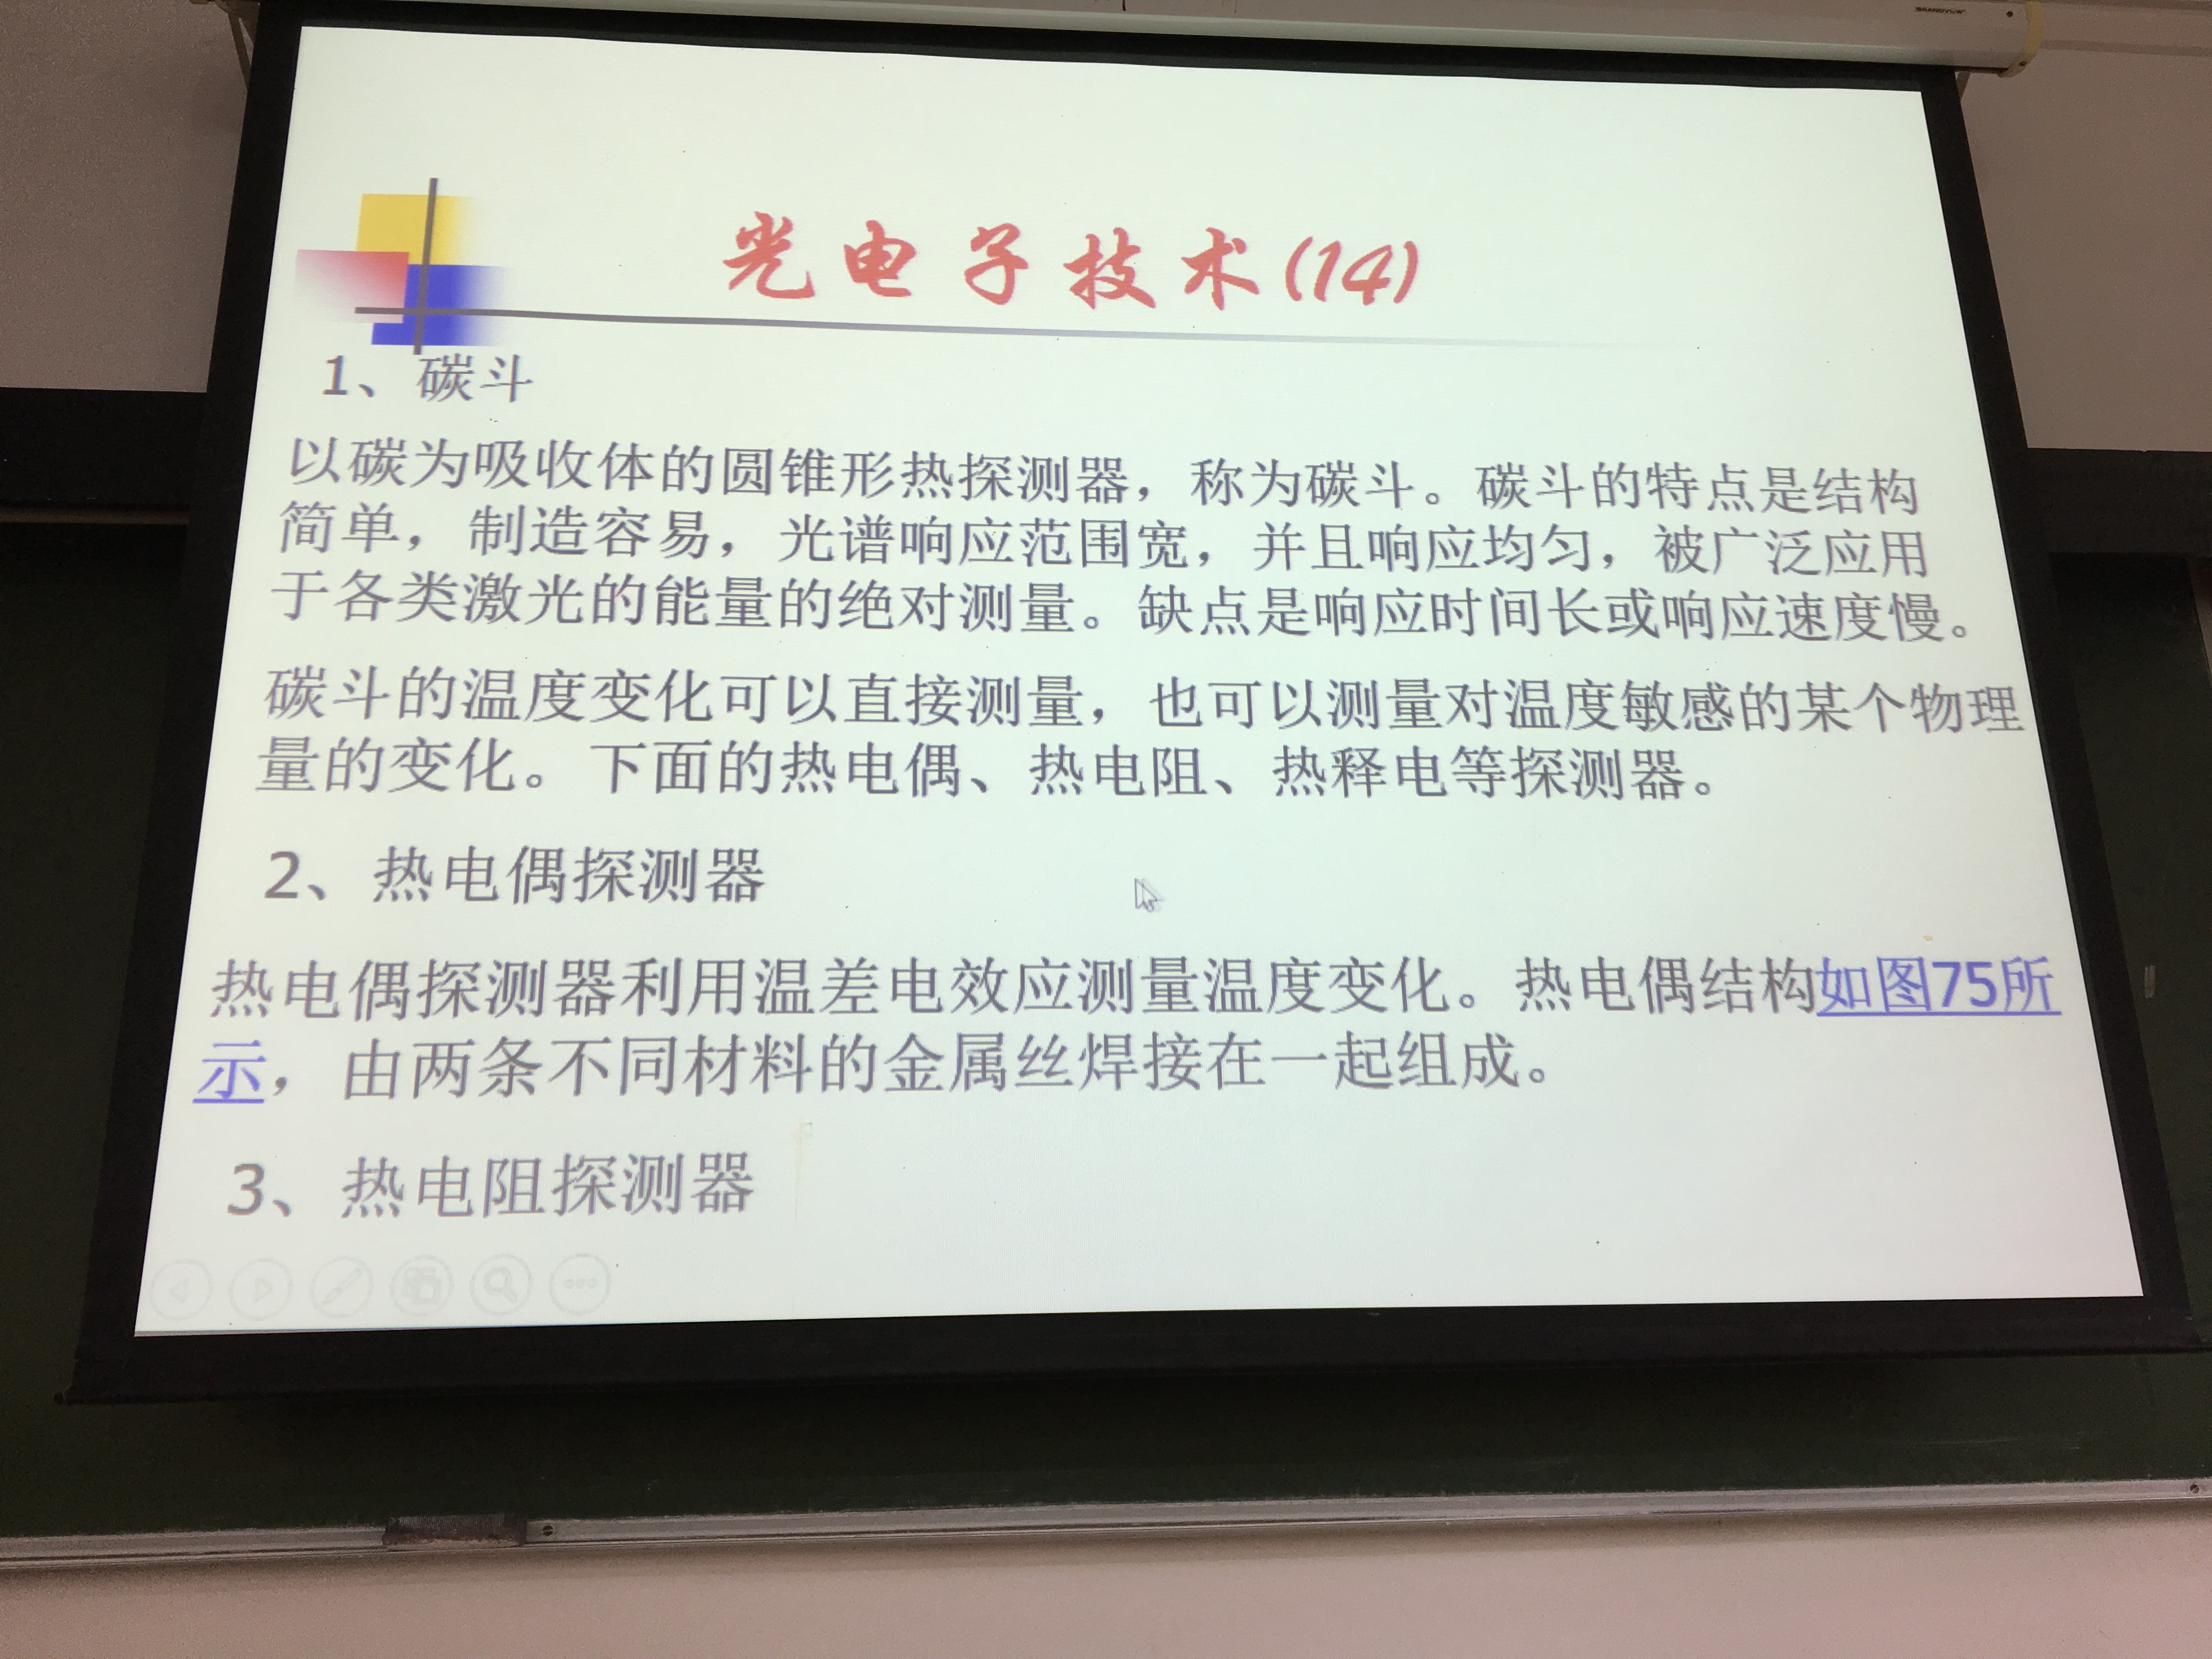 光电子技术(14)
1、碳斗
以碳为吸收体的圆锥形热探测器，称为碳斗。碳斗的特点是结构
简单，制造容易，光谱响应范围宽，并且响应均匀，被广泛应用
于各类激光的能量的绝对测量。缺点是响应时间长或响应速度慢。
碳斗的温度变化可以直接测量，也可以测量对温度敏感的某个物理
量的变化。下面的热电偶、热电阻、热释电等探测器。
2、热电偶探测器
热电偶探测器利用温差电效应测量温度变化。热电偶结构如图75所
示，由两条不同材料的金属丝焊接在一起组成。
3、热电阻探测器